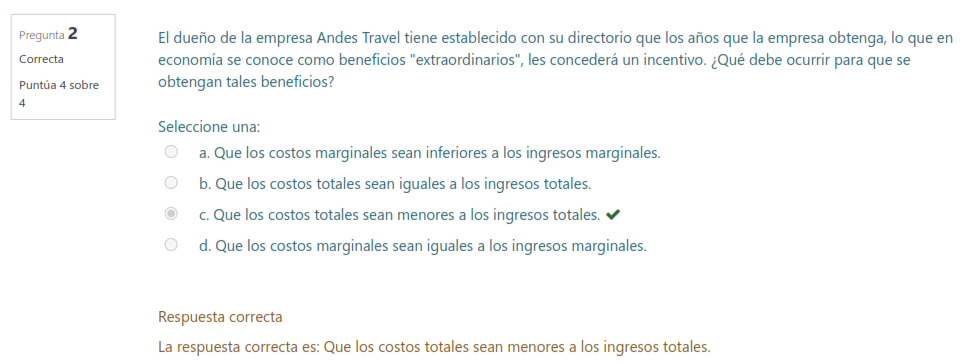 Pregunta 2
Correcta
Puntúa 4 sobre
4
El dueño de la empresa Andes Travel tiene establecido con su directorio que los años que la empresa obtenga, lo que en
economía se conoce como beneficios "extraordinarios", les concederá un incentivo. ¿Qué debe ocurrir para que se
obtengan tales beneficios?
Seleccione una:
a. Que los costos marginales sean inferiores a los ingresos marginales.
b. Que los costos totales sean iguales a los ingresos totales.
c. Que los costos totales sean menores a los ingresos totales.
d. Que los costos marginales sean iguales a los ingresos marginales.
Respuesta correcta
La respuesta correcta es: Que los costos totales sean menores a los ingresos totales.